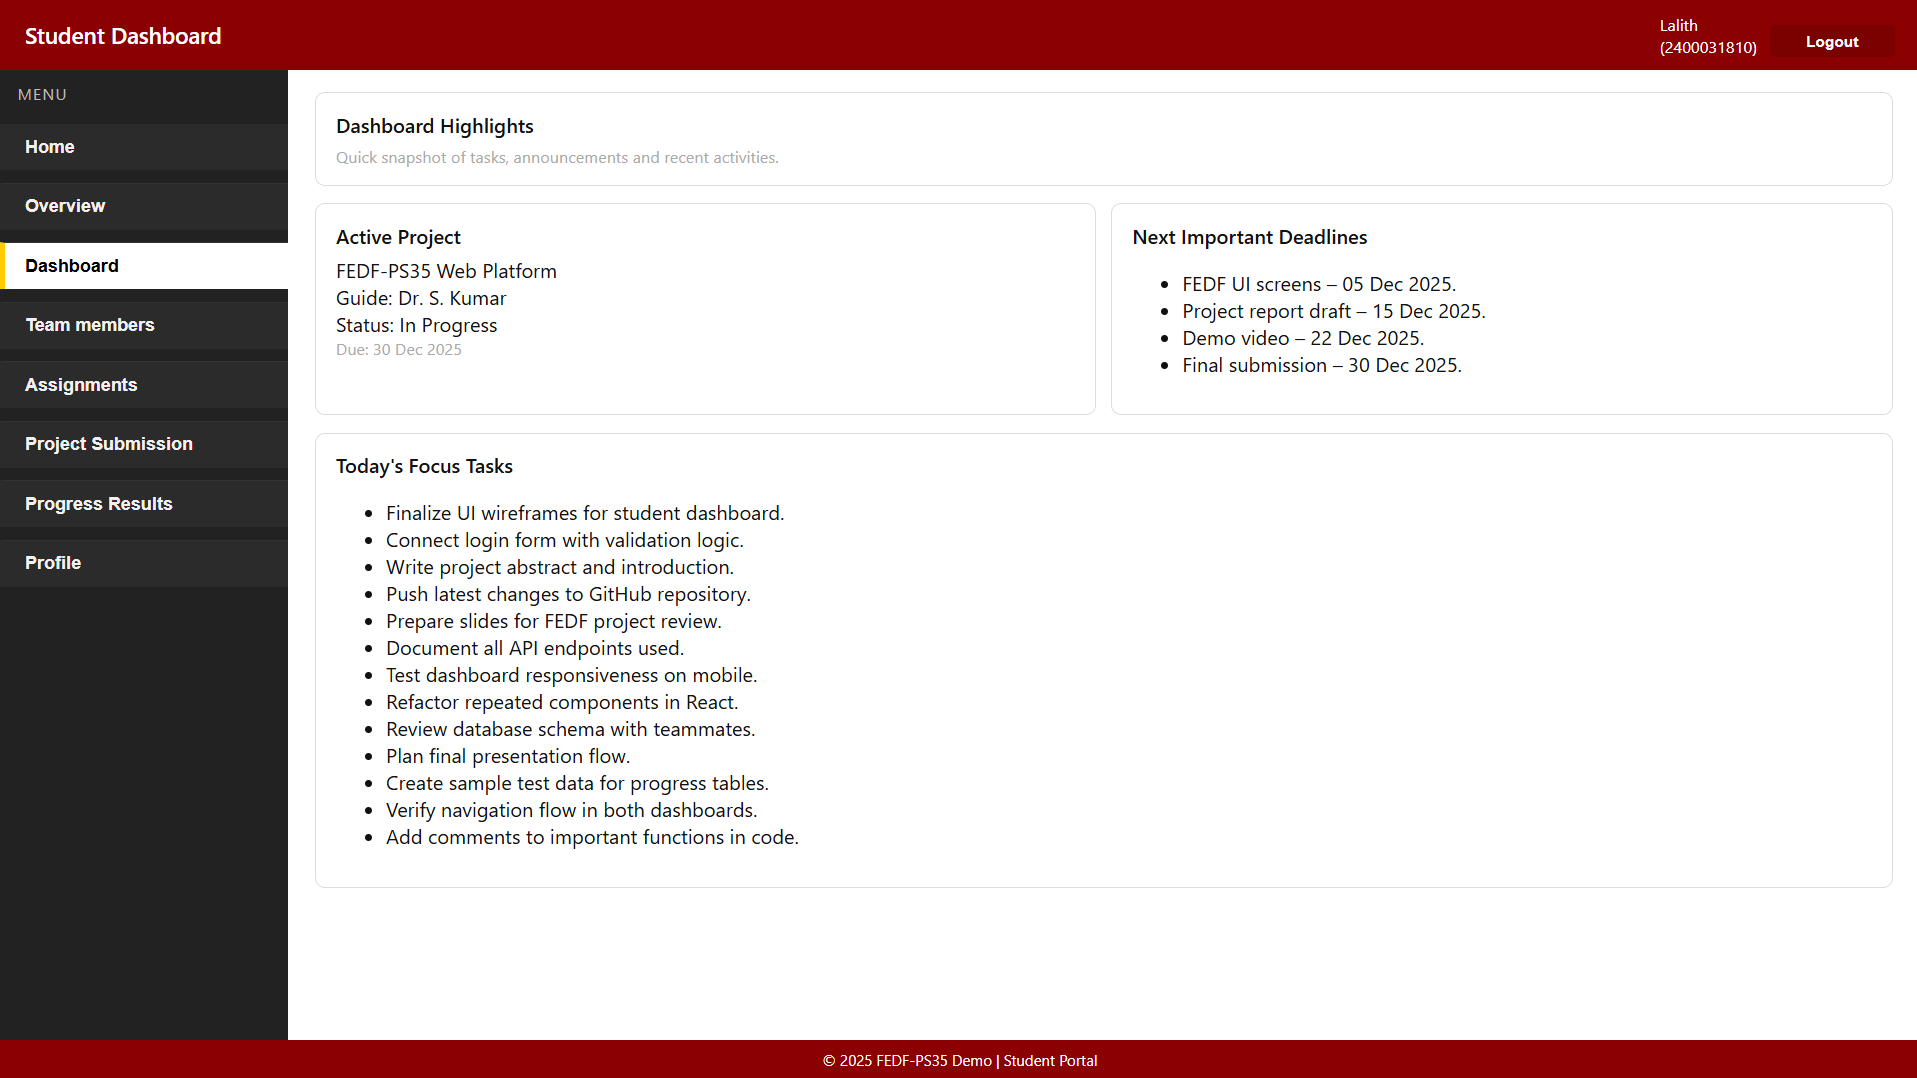 Student Dashboard
Lalith
(2400031810)
Logout
MENU
Home
Overview
Dashboard
Team members
Assignments
Project Submission
Progress Results
Profile
Dashboard Highlights
Quick snapshot of tasks, announcements and recent activities.
Active Project
FEDF-PS35 Web Platform
Guide: Dr. S. Kumar
Status: In Progress
Due: 30 Dec 2025
Next Important Deadlines
• FEDF UI screens – 05 Dec 2025.
• Project report draft – 15 Dec 2025.
• Demo video – 22 Dec 2025.
• Final submission – 30 Dec 2025.
Today's Focus Tasks
• Finalize UI wireframes for student dashboard.
• Connect login form with validation logic.
• Write project abstract and introduction.
• Push latest changes to GitHub repository.
• Prepare slides for FEDF project review.
• Document all API endpoints used.
• Test dashboard responsiveness on mobile.
• Refactor repeated components in React.
• Review database schema with teammates.
• Plan final presentation flow.
• Create sample test data for progress tables.
• Verify navigation flow in both dashboards.
• Add comments to important functions in code.
© 2025 FEDF-PS35 Demo | Student Portal